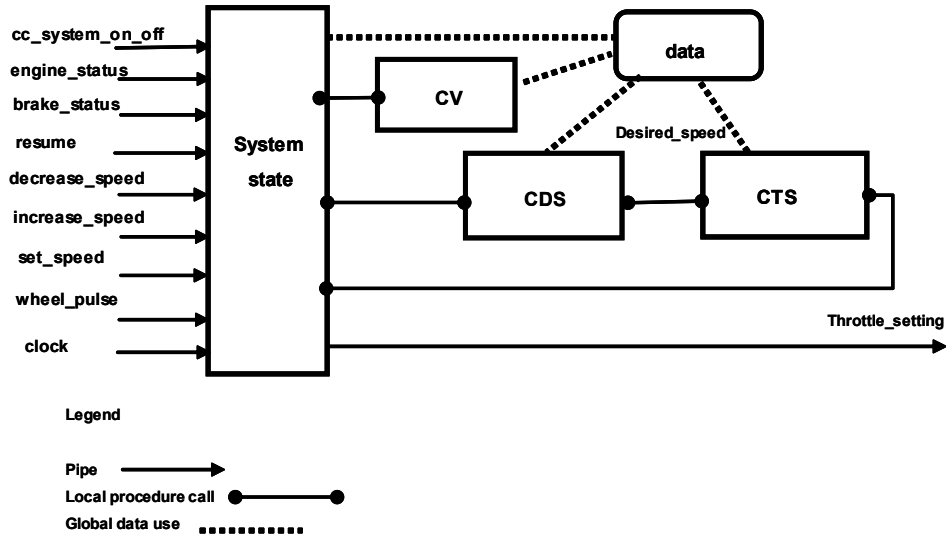 cc_system_on_off
engine_status
brake_status
resume
decrease_speed
increase_speed
set_speed
wheel_pulse
clock
System
state
CV
data
Desired_speed
CDS
CTS
Throttle_setting
Legend
Pipe
Local procedure call
Global data use